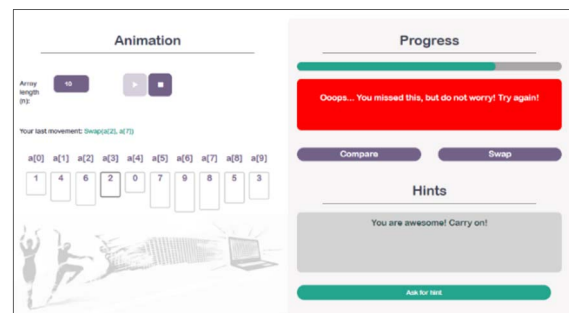 Animation
Array
length
(n):
10
Your last movement: Swap(a[2], a[7])
a[0] a[1] a[2] a[3] a[4] a[5] a[6] a[7] a[8] a[9]
1 4 6 2 0 7 9 8 5 3
Progress
Ooops... You missed this, but do not worry! Try again!
Compare Swap
Hints
You are awesome! Carry on!
Ask for hint